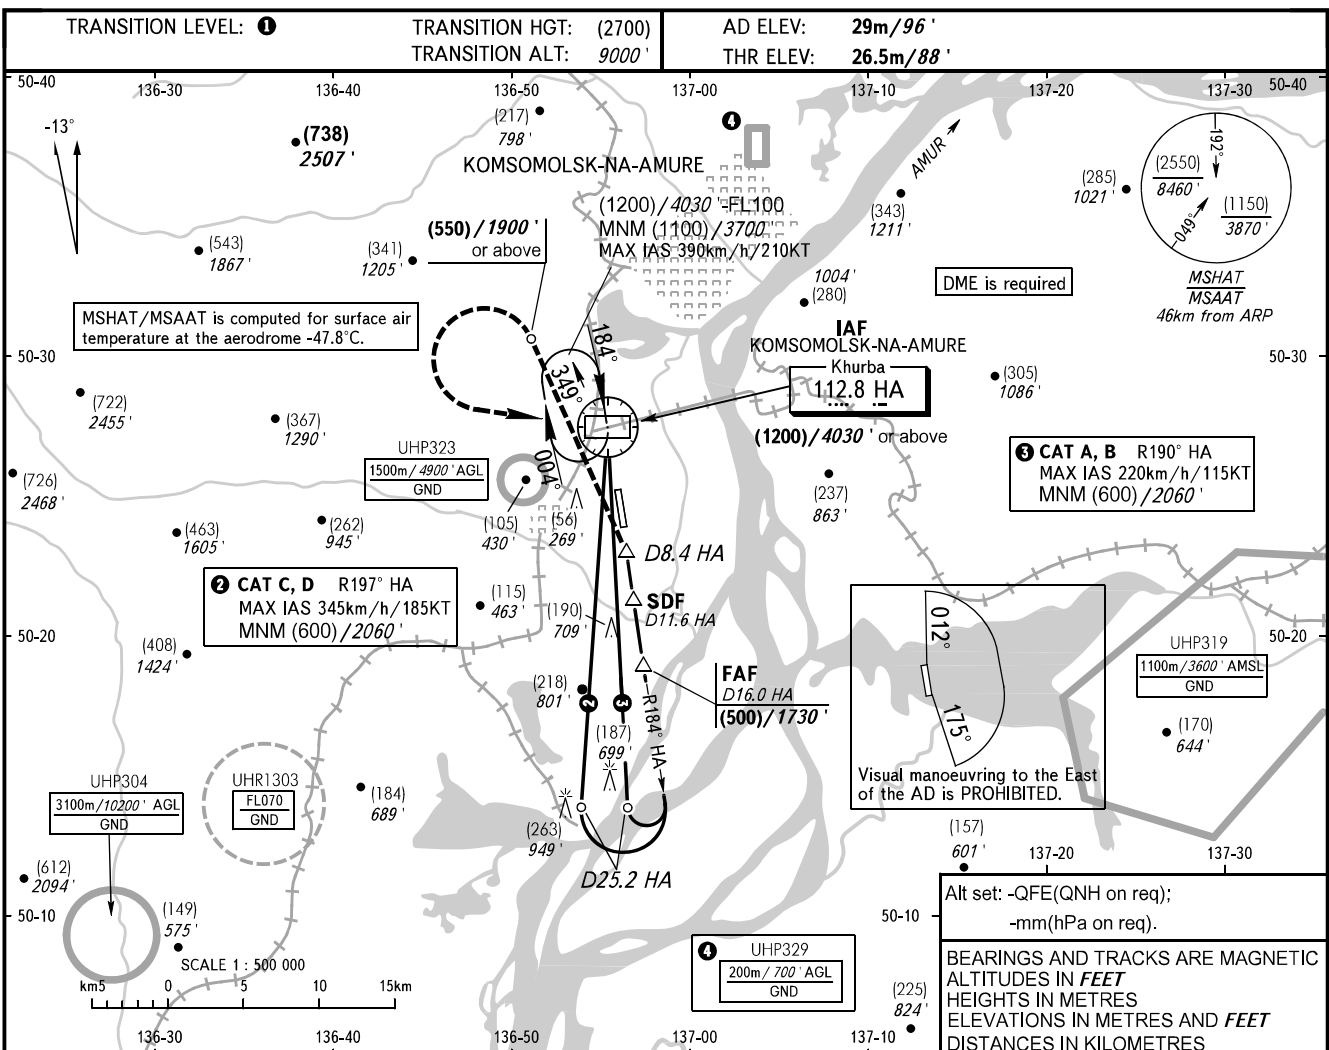 TRANSITION LEVEL: ❶
TRANSITION HGT: (2700)
TRANSITION ALT: 9000 '
AD ELEV: 29m/96 '
THR ELEV: 26.5m/88 '
50-40
136-30
136-40
136-50
137-00
137-10
137-20
50-40
-13°
(738)
2507 '
(217)
798 '
KOMSOMOLSK-NA-AMURE
❹
AMUR
(343)
1211 '
(285)
1021 '
192°
(2550)
8460 '
(1150)
3870 '
049°
MSHAT
MSAAT
46km from ARP
(543)
1867 '
(341)
1205 '
(550)/1900 '
or above
(1200)/4030 '-FL100
MNM (1100)/3700 '
MAX IAS 390km/h/210KT
1004 '
(280)
DME is required
MSHAT/MSAAT is computed for surface air
temperature at the aerodrome -47.8°C.
50-30
50-30
184°
349°
004°
IAF
KOMSOMOLSK-NA-AMURE
Khurba
112.8 HA
(1200)/4030 ' or above
(305)
1086 '
(722)
2455 '
(367)
1290 '
UHP323
1500m/4900 ' AGL
GND
(726)
2468 '
(463)
1605 '
(262)
945 '
(105)
430 '
(56)
269 '
(237)
863 '
❸ CAT A, B R190° HA
MAX IAS 220km/h/115KT
MNM (600)/2060 '
D8.4 HA
❷ CAT C, D R197° HA
MAX IAS 345km/h/185KT
MNM (600)/2060 '
(115)
463 '
(190)
709 '
SDF
D11.6 HA
50-20
50-20
(408)
1424 '
(218)
801 '
FAF
D16.0 HA
(500)/1730 '
❷
❸
R184° HA
(187)
699 '
012°
175°
Visual manoeuvring to the East
of the AD is PROHIBITED.
UHP319
1100m/3600 ' AMSL
GND
(170)
644 '
UHP304
3100m/10200 ' AGL
GND
UHR1303
FL070
GND
(184)
689 '
(263)
949 '
D25.2 HA
(157)
601 '
137-20
137-30
(612)
2094 '
50-10
(149)
575 '
50-10
Alt set: -QFE(QNH on req);
-mm(hPa on req).
SCALE 1 : 500 000
km5 0 5 10 15km
❹ UHP329
200m/700 ' AGL
GND
(225)
824 '
BEARINGS AND TRACKS ARE MAGNETIC
ALTITUDES IN FEET
HEIGHTS IN METRES
ELEVATIONS IN METRES AND FEET
DISTANCES IN KILOMETRES
136-30
136-40
136-50
137-00
137-10